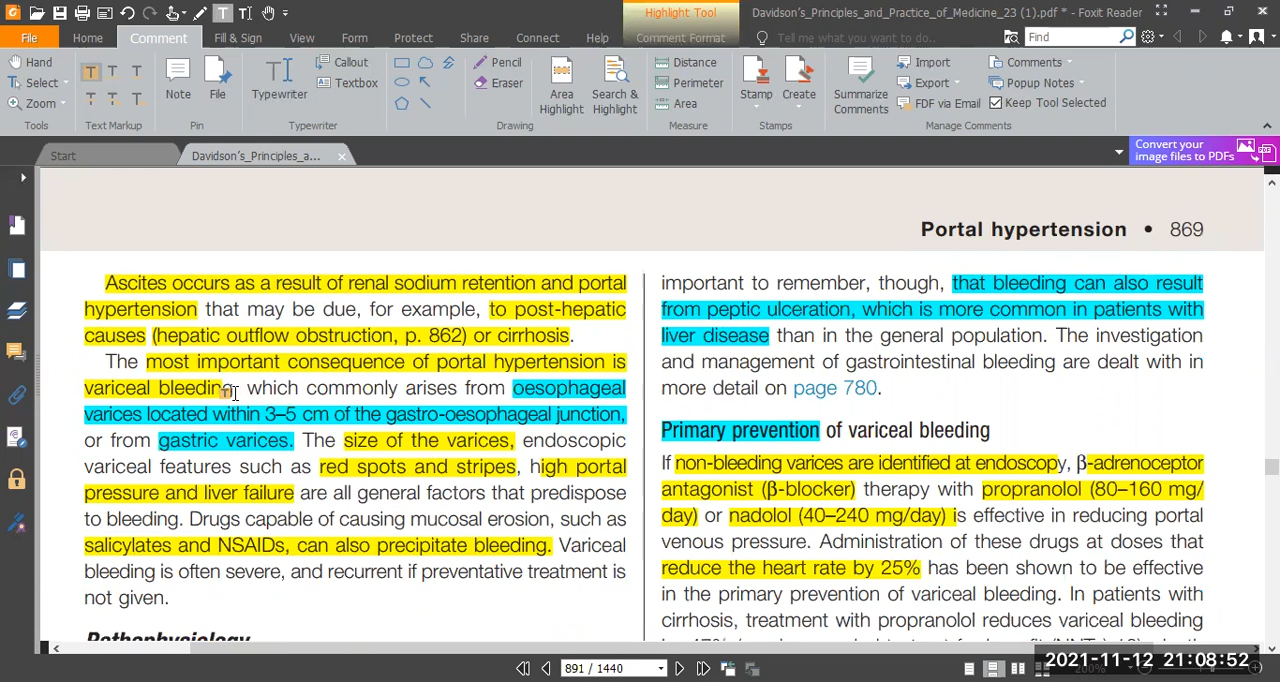 Highlight Tool
Davidson's_Principles_and_Practice_of_Medicine_23 (1).pdf * - Foxit Reader
File Home Comment Fill & Sign View Form Protect Share Connect Help Comment Format Tell me what you want to do.. Find
Hand
Select
Zoom
Tools
Text Markup
Note
File
Pin
Typewriter
Callout
Textbox
Typewriter
Pencil
Eraser
Drawing
Area Highlight
Search & Highlight
Distance
Perimeter
Area
Measure
Stamp
Create
Stamps
Summarize Comments
Import
Export
FDF via Email
Comments
Popup Notes
Keep Tool Selected
Manage Comments
Start
Davidson's_Principles_a...
Convert your
image files to PDFs
Portal hypertension • 869
Ascites occurs as a result of renal sodium retention and portal
hypertension that may be due, for example, to post-hepatic
causes (hepatic outflow obstruction, p. 862) or cirrhosis.
The most important consequence of portal hypertension is
variceal bleeding, which commonly arises from oesophageal
varices located within 3–5 cm of the gastro-oesophageal junction,
or from gastric varices. The size of the varices, endoscopic
variceal features such as red spots and stripes, high portal
pressure and liver failure are all general factors that predispose
to bleeding. Drugs capable of causing mucosal erosion, such as
salicylates and NSAIDs, can also precipitate bleeding. Variceal
bleeding is often severe, and recurrent if preventative treatment is
not given.
Pathophysiology
important to remember, though, that bleeding can also result
from peptic ulceration, which is more common in patients with
liver disease than in the general population. The investigation
and management of gastrointestinal bleeding are dealt with in
more detail on page 780.
Primary prevention of variceal bleeding
If non-bleeding varices are identified at endoscopy, β-adrenoceptor
antagonist (β-blocker) therapy with propranolol (80–160 mg/
day) or nadolol (40–240 mg/day) is effective in reducing portal
venous pressure. Administration of these drugs at doses that
reduce the heart rate by 25% has been shown to be effective
in the primary prevention of variceal bleeding. In patients with
cirrhosis, treatment with propranolol reduces variceal bleeding
891 / 1440
2021-11-12 21:08:52